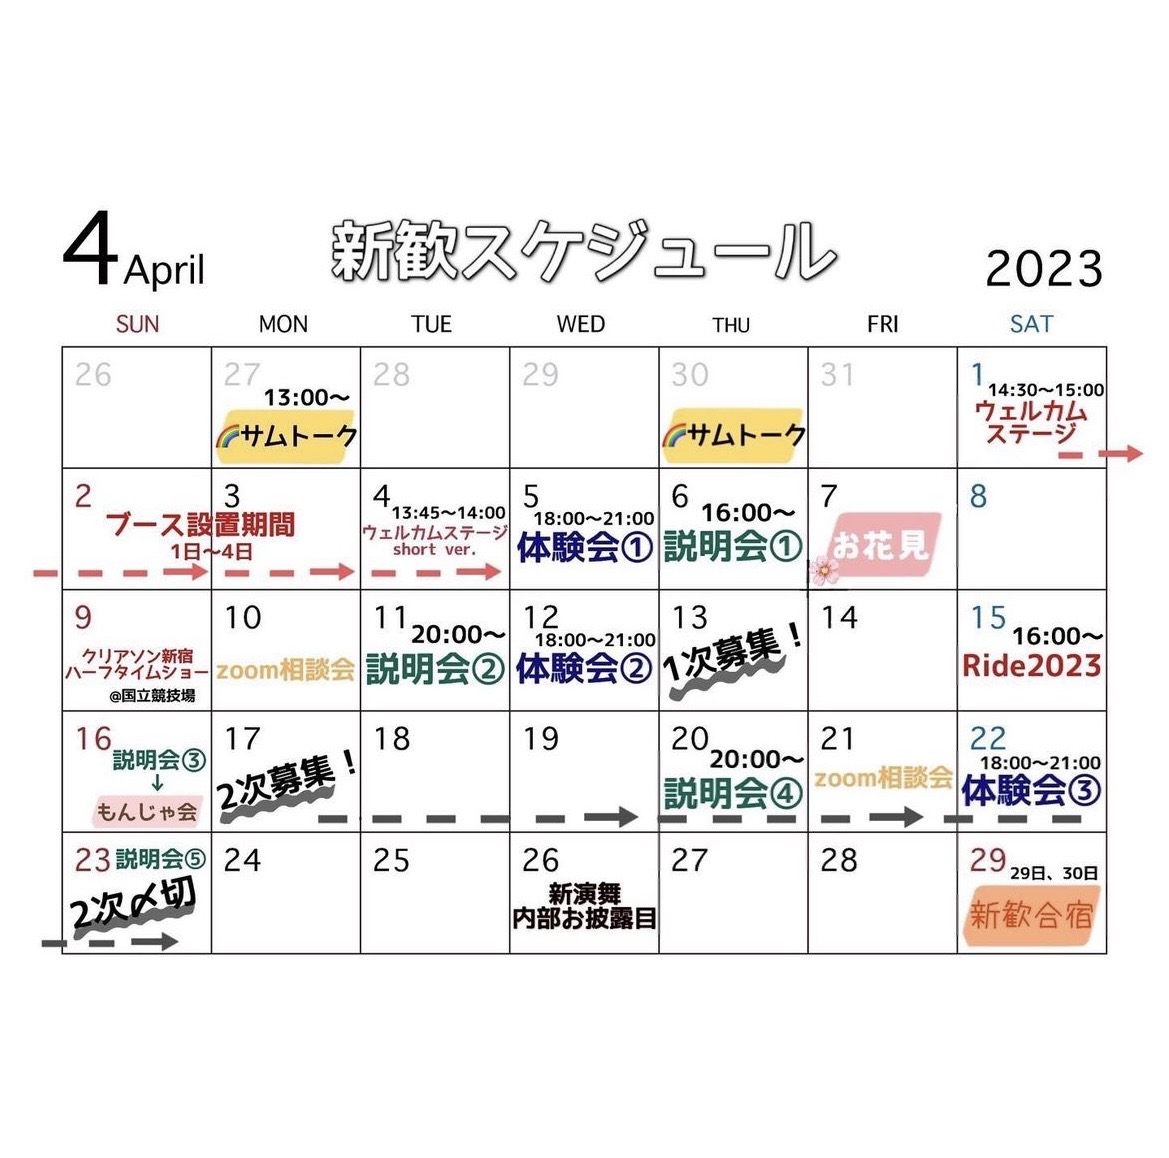 4 April
新歓スケジュール
2023
SUN MON TUE WED THU FRI SAT
26
27
13:00〜
サムトーク
28
29
30
サムトーク
31
1
14:30〜15:00
ウェルカム
ステージ
2
3
ブース設置期間
1日〜4日
4
13:45〜14:00
ウェルカムステージ
short ver.
5
18:00〜21:00
体験会①
6
16:00〜
説明会①
7
お花見
8
9
クリアソン新宿
ハーフタイムショー
@国立競技場
10
zoom相談会
11
20:00〜
説明会②
12
18:00〜21:00
体験会②
13
1次募集！
14
15
16:00〜
Ride2023
16
説明会③
↓
もんじゃ会
17
2次募集！
18
19
20
20:00〜
説明会④
21
zoom相談会
22
18:00〜21:00
体験会③
23
説明会⑤
2次〆切
24
25
26
新演舞
内部お披露目
27
28
29
29日、30日
新歓合宿